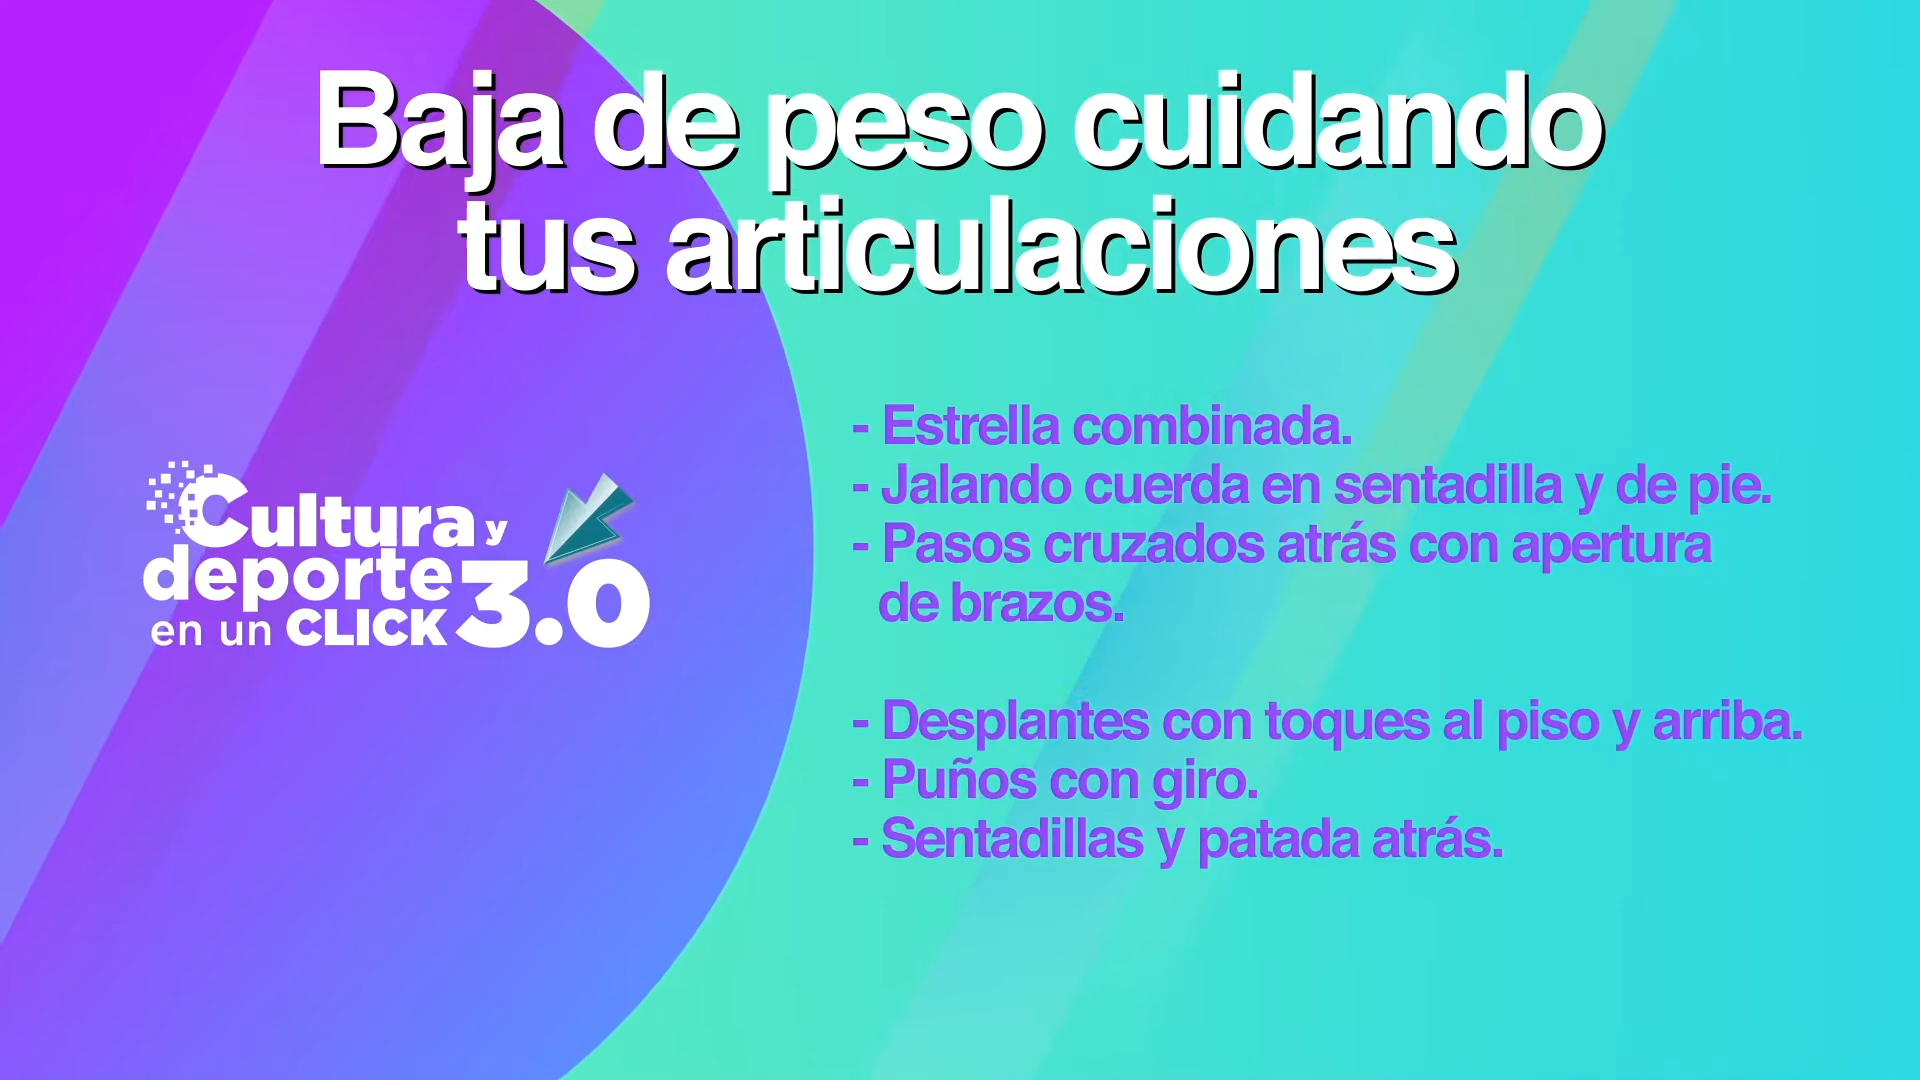 Baja de peso cuidando
tus articulaciones
Cultura y
deporte
en un CLICK 3.0
- Estrella combinada.
- Jalando cuerda en sentadilla y de pie.
- Pasos cruzados atrás con apertura
de brazos.
- Desplantes con toques al piso y arriba.
- Puños con giro.
- Sentadillas y patada atrás.